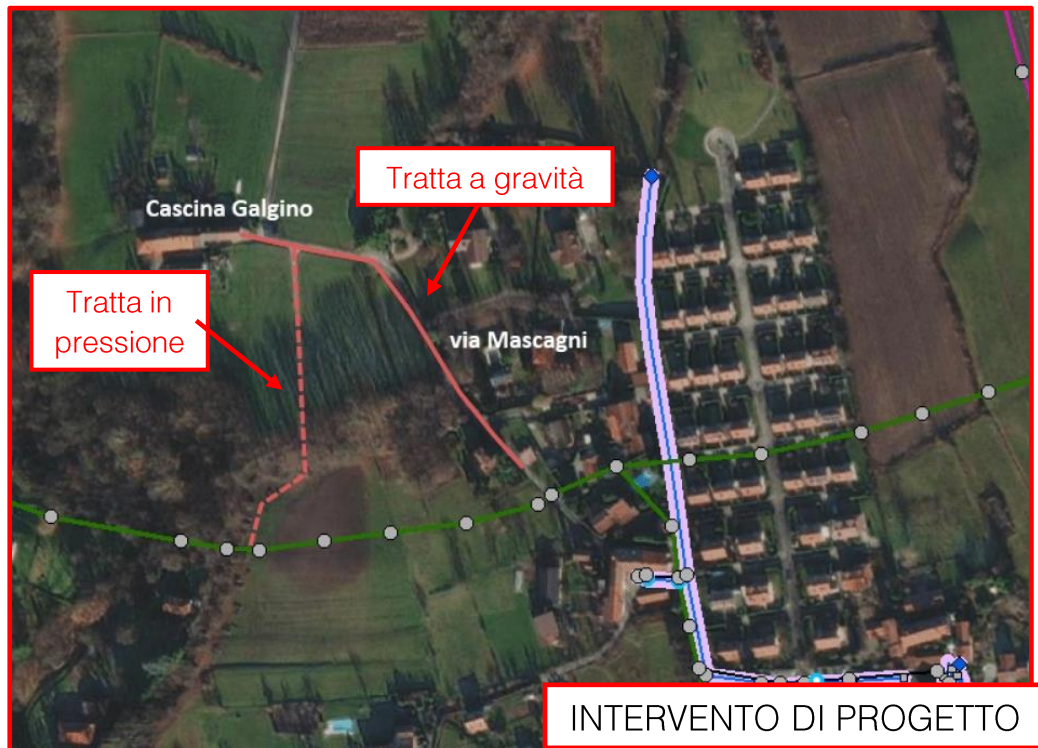 Tratta a gravità
Cascina Galgino
Tratta in
pressione
via Mascagni
INTERVENTO DI PROGETTO